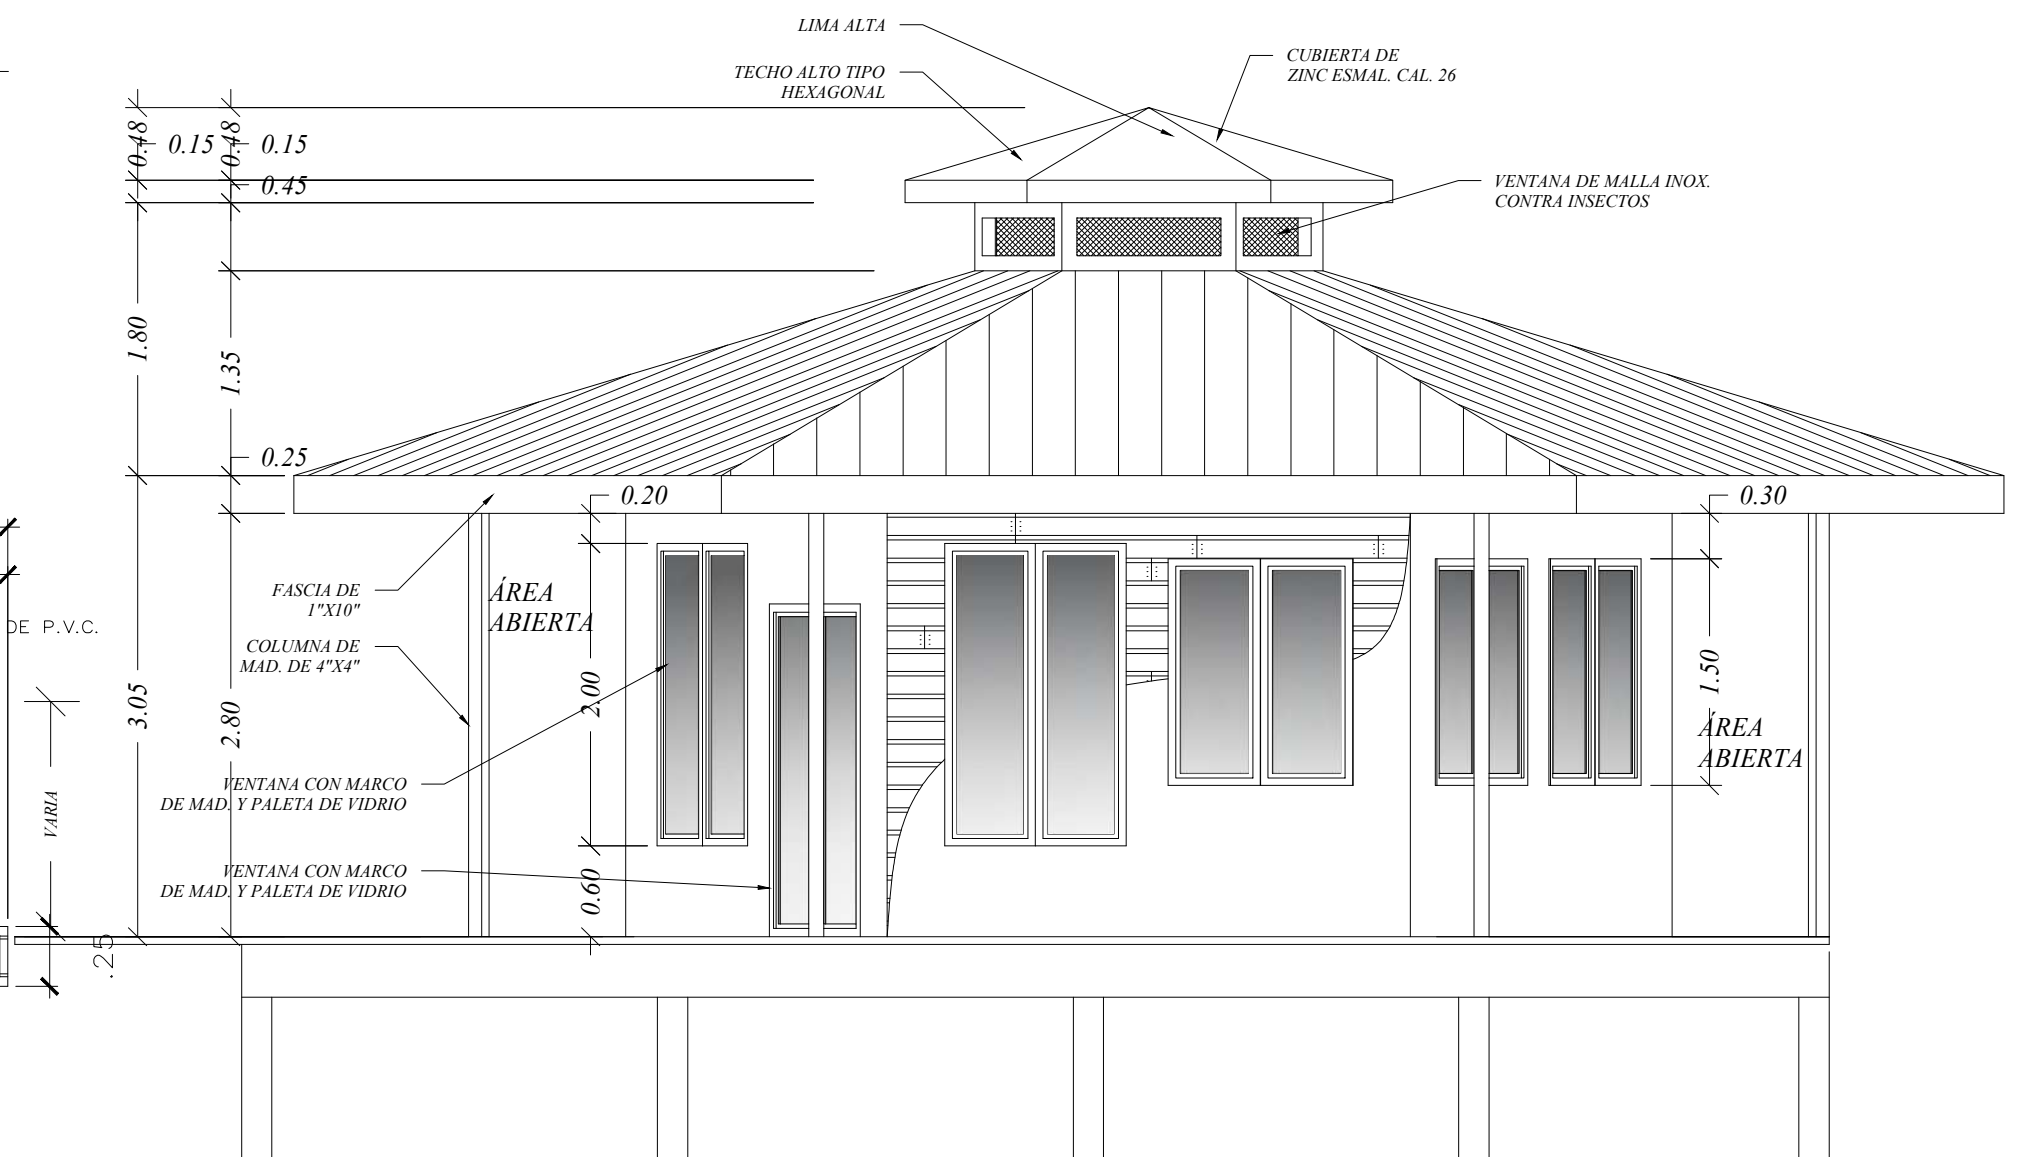 LIMA ALTA
CUBIERTA DE
ZINC ESMAL. CAL. 26
TECHO ALTO TIPO
HEXAGONAL
0.48
0.15
0.48
0.15
0.45
VENTANA DE MALLA INOX.
CONTRA INSECTOS
1.80
1.35
0.25
0.20
0.30
FASCIA DE
1"X10"
ÁREA
ABIERTA
DE P.V.C.
COLUMNA DE
MAD. DE 4"X4"
3.05
2.80
2.00
1.50
ÁREA
ABIERTA
VENTANA CON MARCO
DE MAD. Y PALETA DE VIDRIO
VARIA
VENTANA CON MARCO
DE MAD. Y PALETA DE VIDRIO
0.60
.25